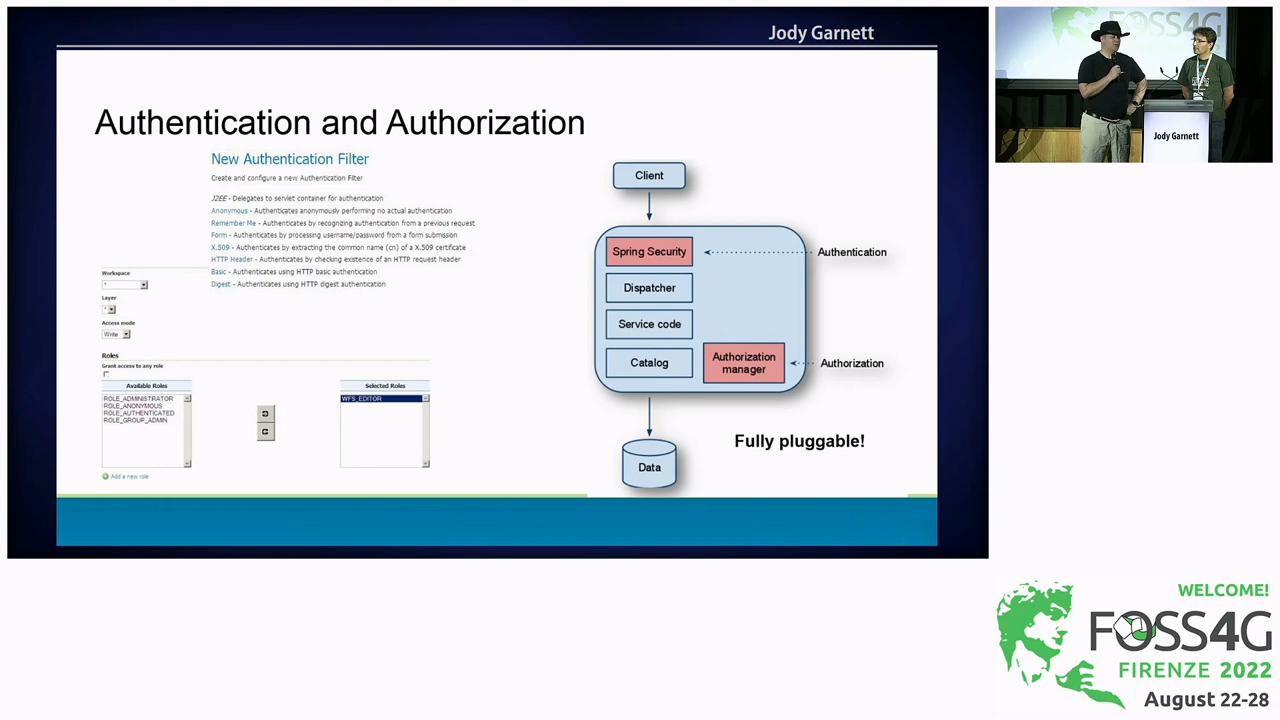 Jody Garnett
Authentication and Authorization
New Authentication Filter
Create and configure a new Authentication Filter
J2EE - Delegates to servlet container for authentication
Anonymous - Authenticates anonymously performing no actual authentication
Remember Me - Authenticates by recognizing authentication from a previous request
Form - Authenticates by processing username/password from a form submission
X.509 - Authenticates by extracting the common name (cn) of a X.509 certificate
HTTP Header - Authenticates by checking existence of an HTTP request header
Basic - Authenticates using HTTP basic authentication
Digest - Authenticates using HTTP digest authentication
Workspace
*
Layer
*
Access mode
Write
Roles
Grant access to any role
Available Roles
ROLE_ADMINISTRATOR
ROLE_ANONYMOUS
ROLE_AUTHENTICATED
ROLE_GROUP_ADMIN
Selected Roles
WFS_EDITOR
Add a new role
Client
Spring Security
Authentication
Dispatcher
Service code
Catalog
Authorization
manager
Authorization
Data
Fully pluggable!
FOSS4G
Jody Garnett
WELCOME!
FOSS4G
FIRENZE 2022
August 22-28